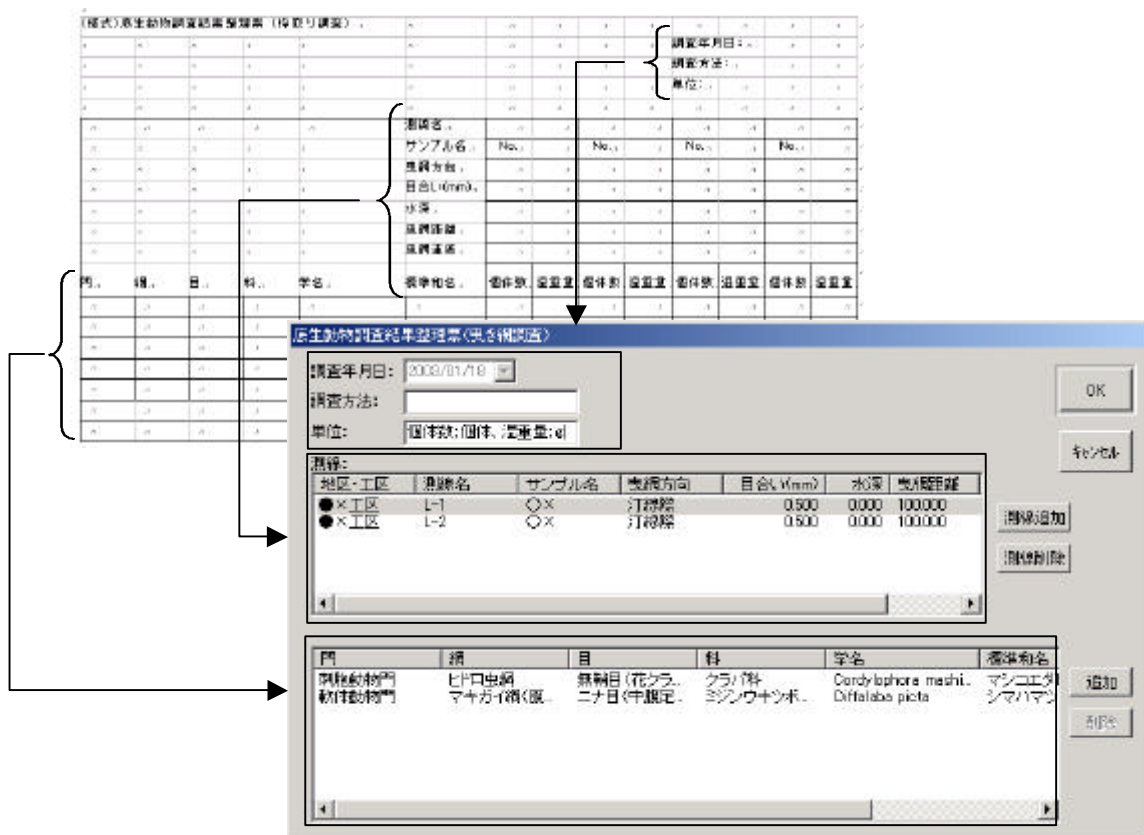 (様式)底生動物調査結果整理票（枠取り調査）
調査年月日：
調査方法：
単位：
測線名
サンプル名 No. No. No. No.
曳網方向
目合い(mm)
水深
曳網距離
曳網速度
門 綱 目 科 学名 標準和名 個体数 湿重量 個体数 湿重量 個体数 湿重量 個体数 湿重量
底生動物調査結果整理票(曳き網調査)
調査年月日： 2003/01/18
調査方法：
単位： 個体数:個体、湿重量:g
OK
キャンセル
測線：
地区・工区 測線名 サンプル名 曳網方向 目合い(mm) 水深 曳網距離
●×工区 L-1 ○× 汀線際 0.500 0.000 100.000
●×工区 L-2 ○× 汀線際 0.500 0.000 100.000
測線追加
測線削除
門 綱 目 科 学名 標準和名
刺胞動物門 ヒドロ虫綱 無鞘目(花クラ... クラバ科 Cordylophora mashi... マシコエダ
軟体動物門 マキガイ綱(腹... ニナ目(中腹足... ミジンウキツボ... Diffalaba picta シマハマツ
追加
削除